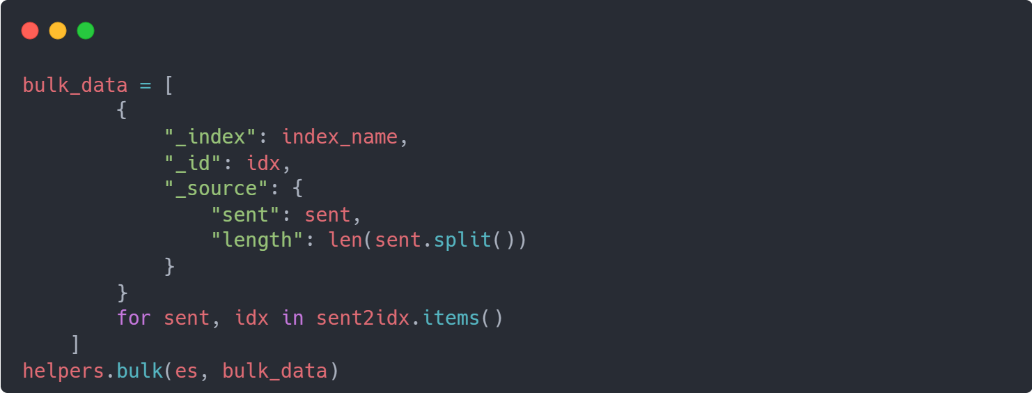 bulk_data = [
        {
            "_index": index_name,
            "_id": idx,
            "_source": {
                "sent": sent,
                "length": len(sent.split())
            }
        }
        for sent, idx in sent2idx.items()
    ]
helpers.bulk(es, bulk_data)